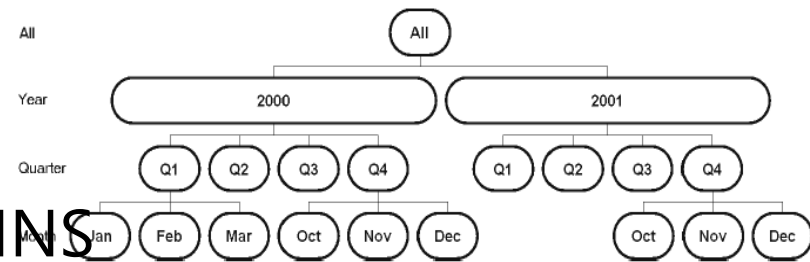 All All
Year 2000 2001
Quarter Q1 Q2 Q3 Q4 Q1 Q2 Q3 Q4
INS Month Jan Feb Mar Oct Nov Dec Oct Nov Dec